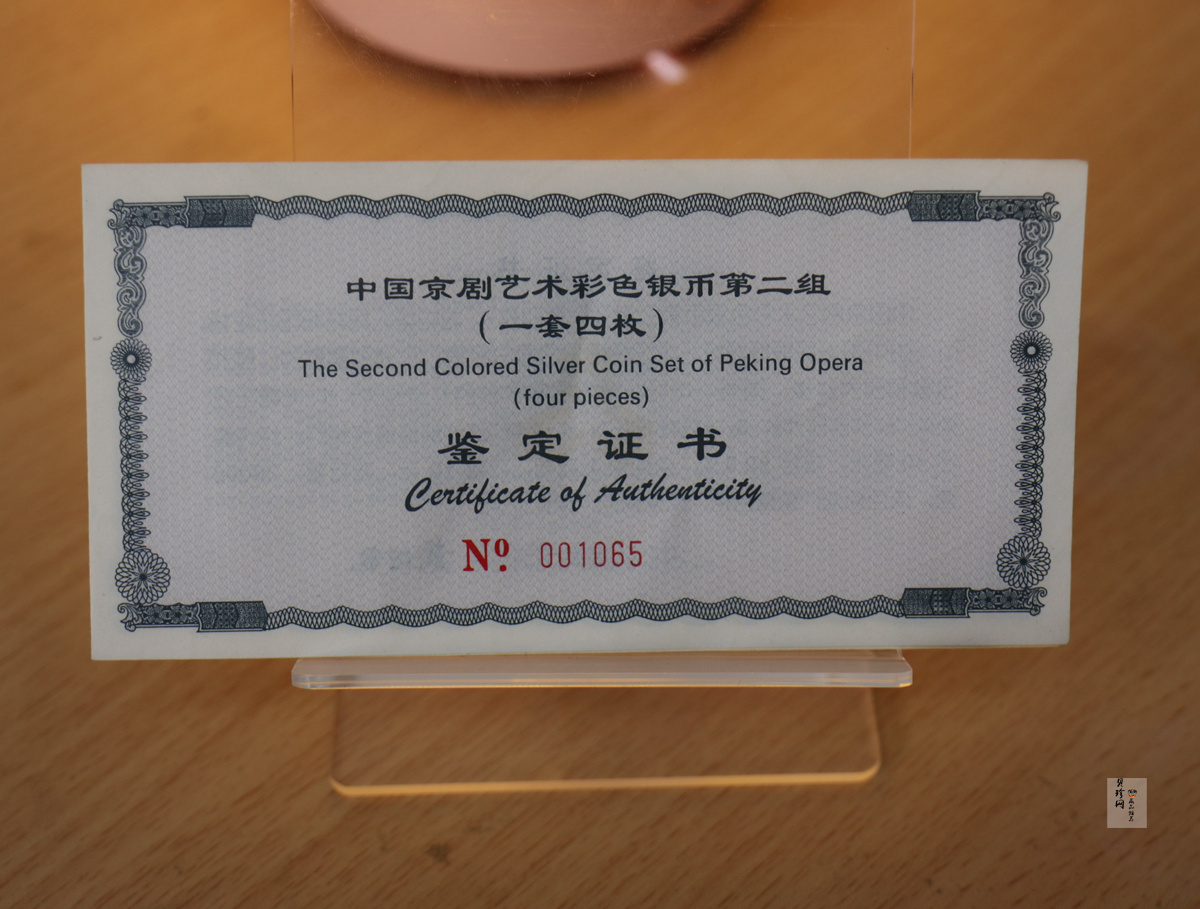 中国京剧艺术彩色银币第二组
(一套四枚)
The Second Colored Silver Coin Set of Peking Opera
(four pieces)
鉴定证书
Certificate of Authenticity
Nº 001065